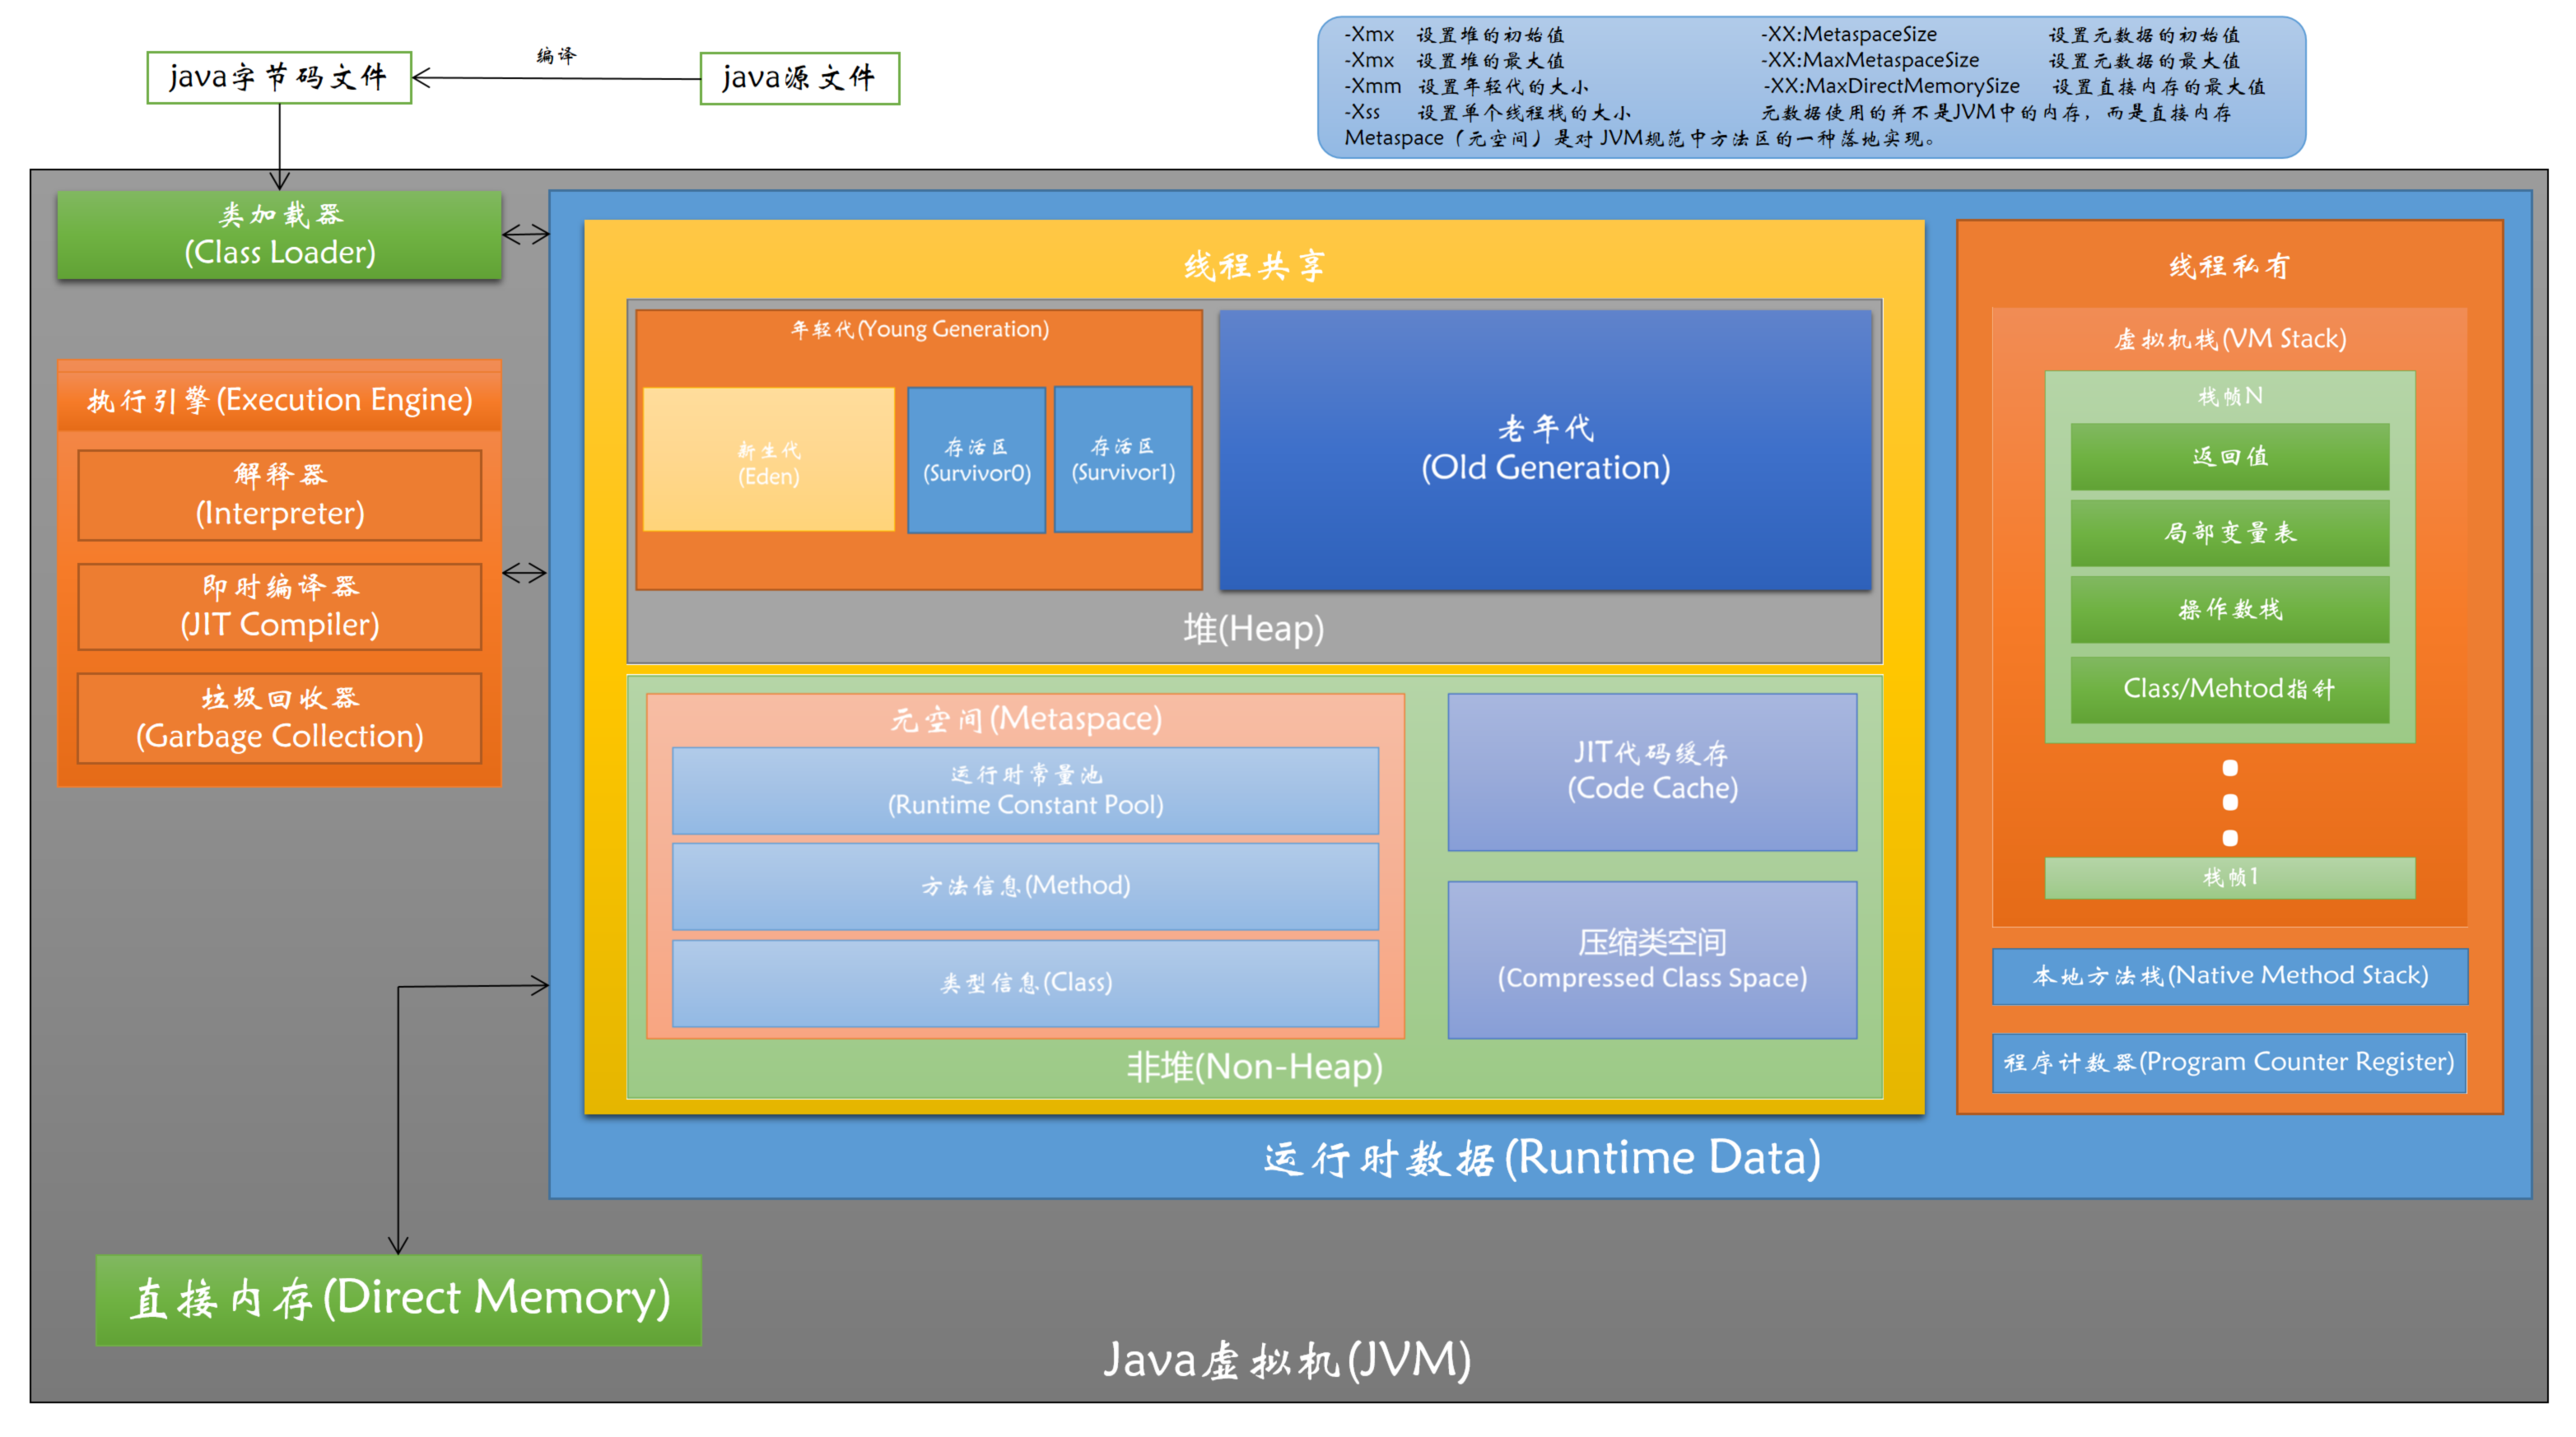 编译
java字节码文件
java源文件
-Xmx 设置堆的初始值
-Xmx 设置堆的最大值
-Xmm 设置年轻代的大小
-Xss 设置单个线程栈的大小
-XX:MetaspaceSize 设置元数据的初始值
-XX:MaxMetaspaceSize 设置元数据的最大值
-XX:MaxDirectMemorySize 设置直接内存的最大值
元数据使用的并不是JVM中的内存，而是直接内存
Metaspace（元空间）是对 JVM规范中方法区的一种落地实现。
类加载器
(Class Loader)
执行引擎(Execution Engine)
解释器
(Interpreter)
即时编译器
(JIT Compiler)
垃圾回收器
(Garbage Collection)
线程共享
年轻代(Young Generation)
新生代
(Eden)
存活区
(Survivor0)
存活区
(Survivor1)
老年代
(Old Generation)
堆(Heap)
元空间(Metaspace)
运行时常量池
(Runtime Constant Pool)
方法信息(Method)
类型信息(Class)
JIT代码缓存
(Code Cache)
压缩类空间
(Compressed Class Space)
非堆(Non-Heap)
线程私有
虚拟机栈(VM Stack)
栈帧N
返回值
局部变量表
操作数栈
Class/Mehtod指针
栈帧1
本地方法栈(Native Method Stack)
程序计数器(Program Counter Register)
运行时数据(Runtime Data)
直接内存(Direct Memory)
Java虚拟机(JVM)